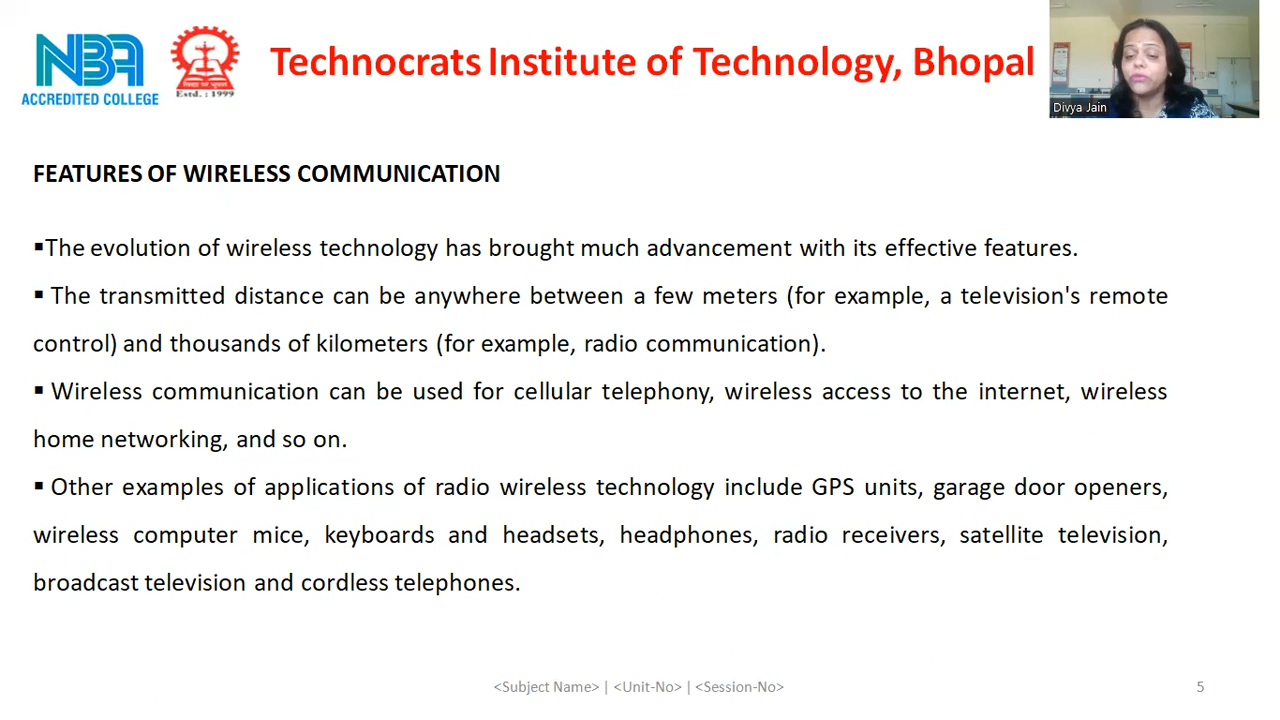 NBA
ACCREDITED COLLEGE
Estd. : 1999
Technocrats Institute of Technology, Bhopal
Divya Jain
FEATURES OF WIRELESS COMMUNICATION
▪The evolution of wireless technology has brought much advancement with its effective features.
▪ The transmitted distance can be anywhere between a few meters (for example, a television's remote
control) and thousands of kilometers (for example, radio communication).
▪ Wireless communication can be used for cellular telephony, wireless access to the internet, wireless
home networking, and so on.
▪ Other examples of applications of radio wireless technology include GPS units, garage door openers,
wireless computer mice, keyboards and headsets, headphones, radio receivers, satellite television,
broadcast television and cordless telephones.
<Subject Name> | <Unit-No> | <Session-No>
5